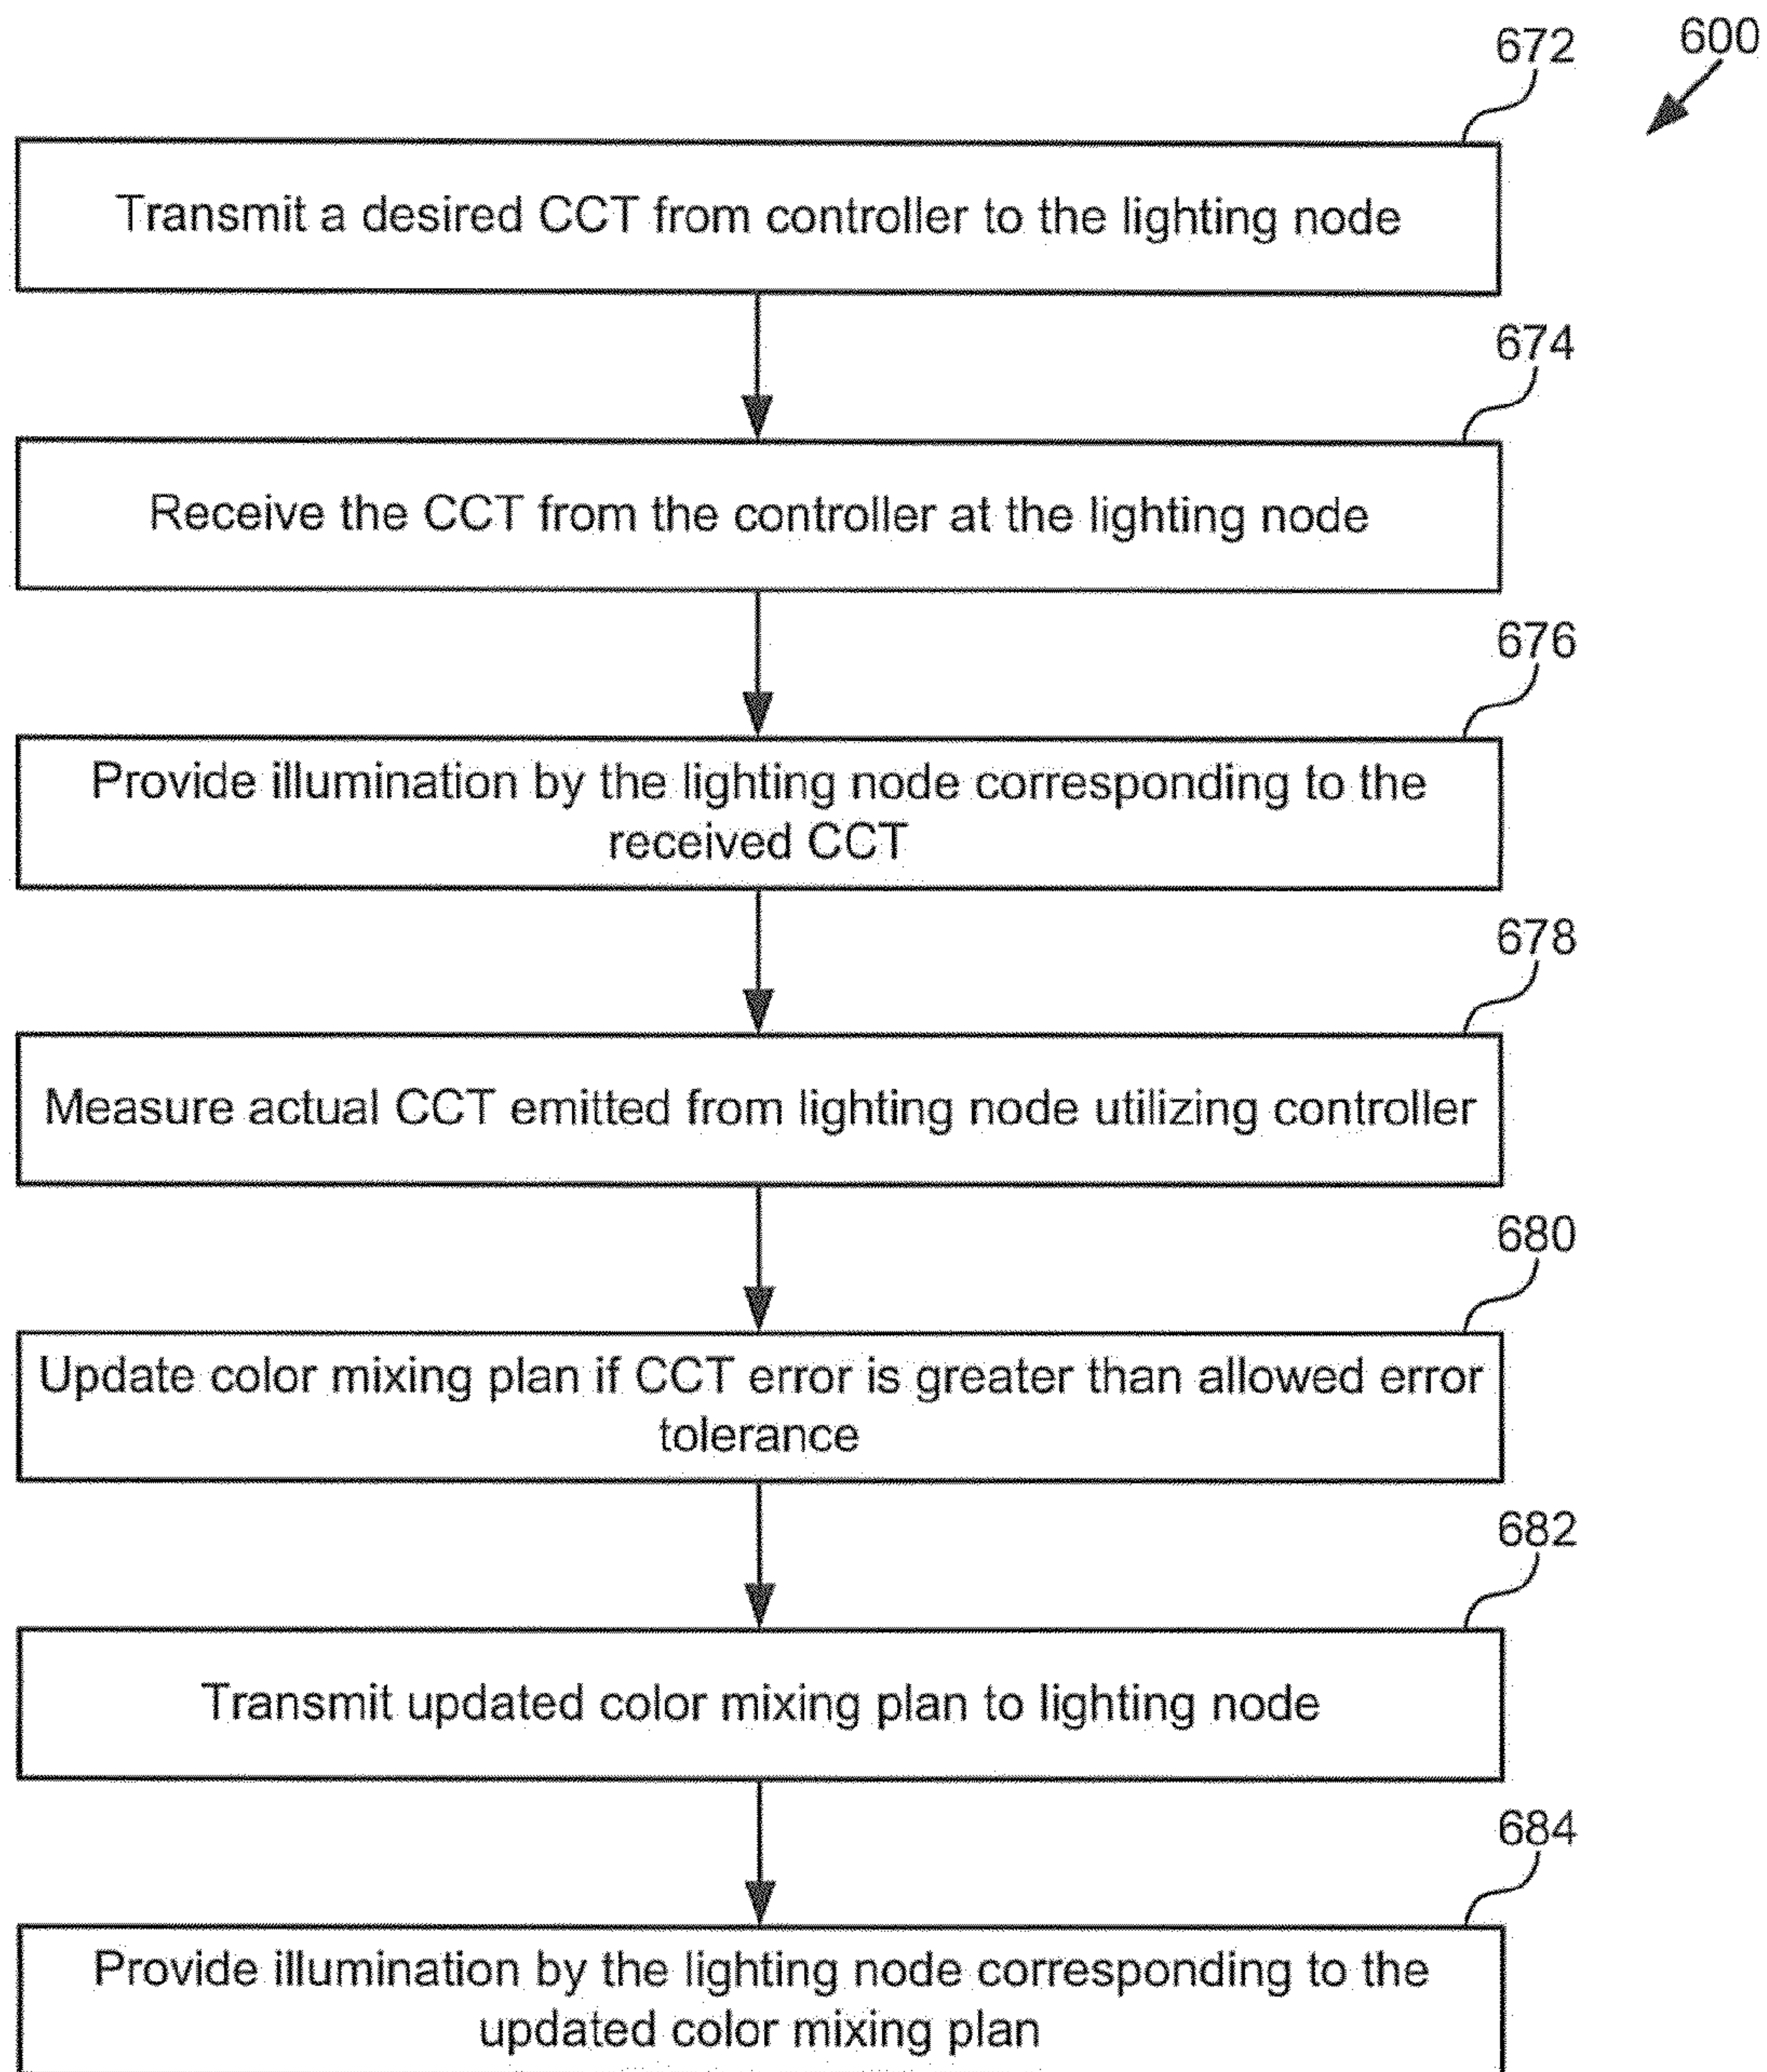 672
600
Transmit a desired CCT from controller to the lighting node
674
Receive the CCT from the controller at the lighting node
676
Provide illumination by the lighting node corresponding to the
received CCT
678
Measure actual CCT emitted from lighting node utilizing controller
680
Update color mixing plan if CCT error is greater than allowed error
tolerance
682
Transmit updated color mixing plan to lighting node
684
Provide illumination by the lighting node corresponding to the
updated color mixing plan